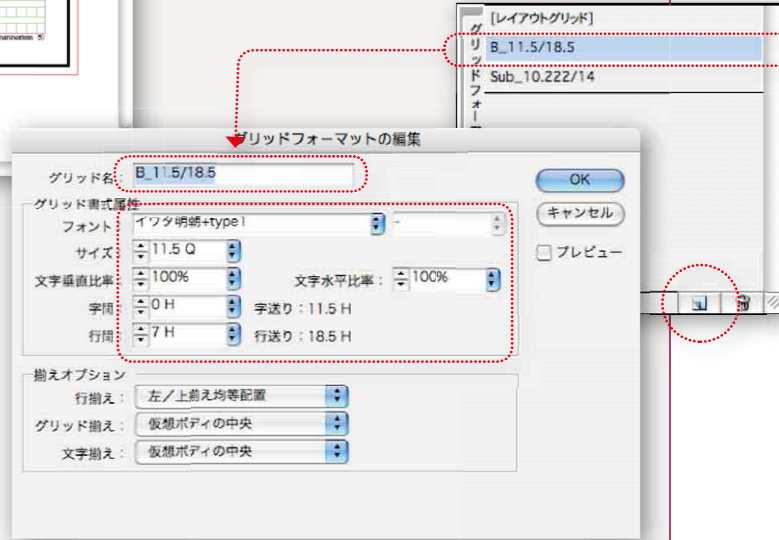 [レイアウトグリッド]
B_11.5/18.5
Sub_10.222/14
グリッドフォー
グリッドフォーマットの編集
グリッド名： B_11.5/18.5
OK
キャンセル
プレビュー
グリッド書式属性
フォント イワタ明朝+type1 -
サイズ： 11.5 Q
文字垂直比率： 100% 文字水平比率： 100%
字間： 0 H 字送り：11.5 H
行間： 7 H 行送り：18.5 H
揃えオプション
行揃え： 左／上揃え均等配置
グリッド揃え： 仮想ボディの中央
文字揃え： 仮想ボディの中央